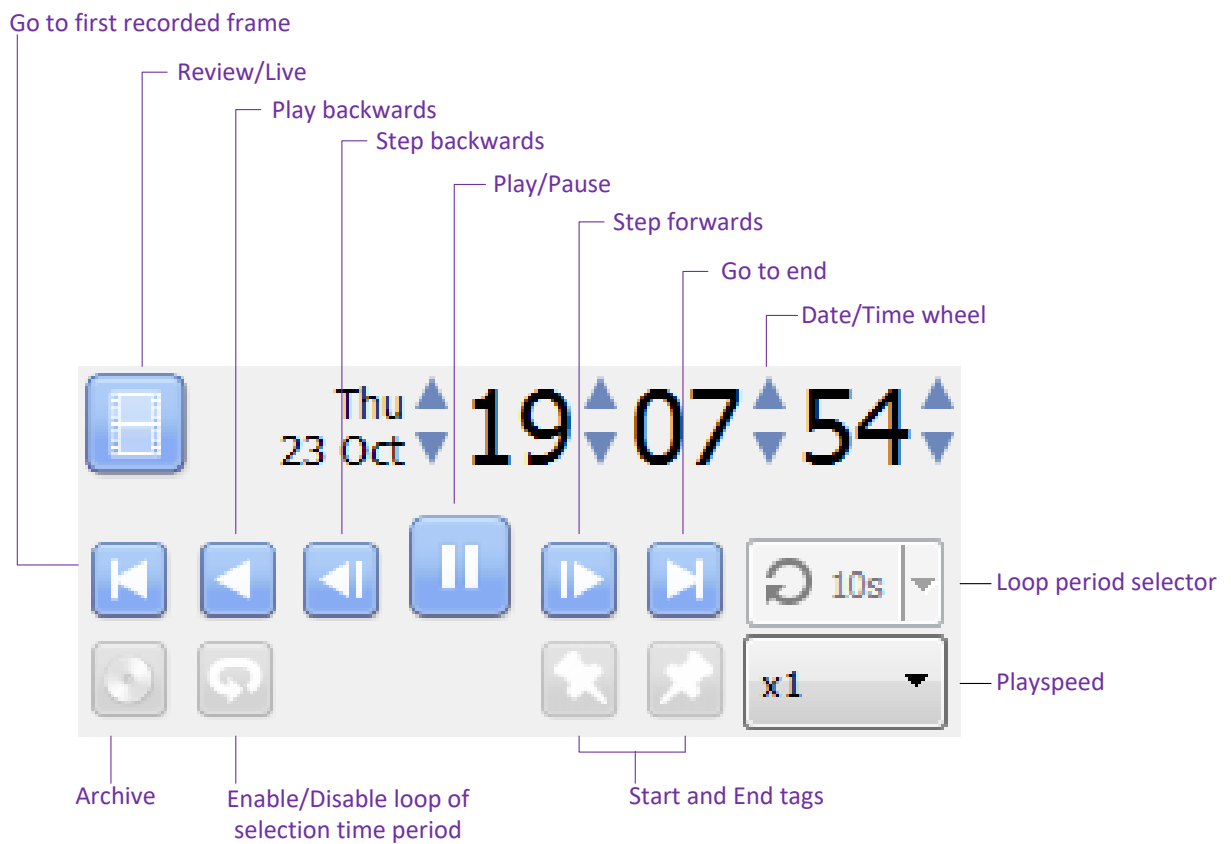 Go to first recorded frame
Review/Live
Play backwards
Step backwards
Play/Pause
Step forwards
Go to end
Date/Time wheel
Thu
23 Oct
19 07 54
10s
Loop period selector
x1
Playspeed
Archive
Enable/Disable loop of
selection time period
Start and End tags